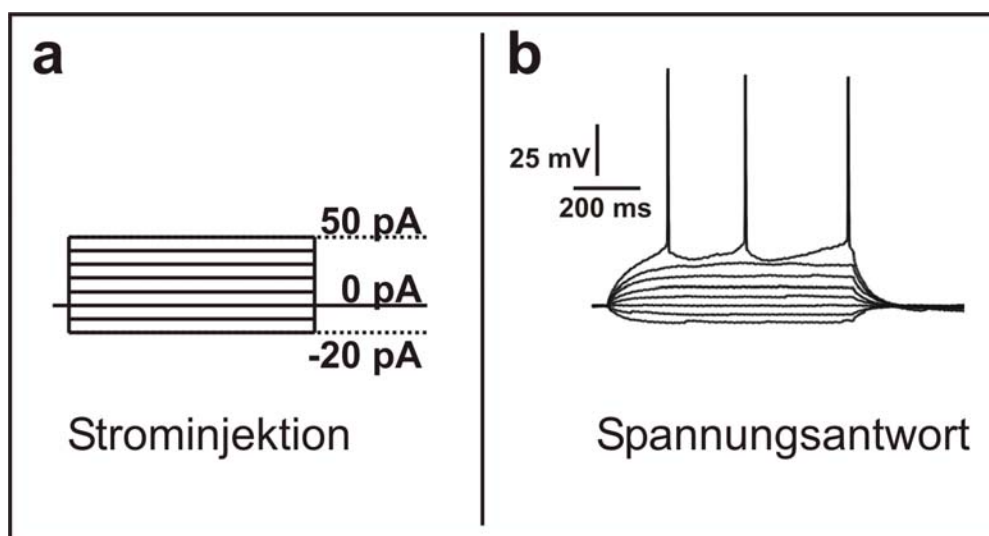 a
50 pA
0 pA
-20 pA
Strominjektion
b
25 mV
200 ms
Spannungsantwort